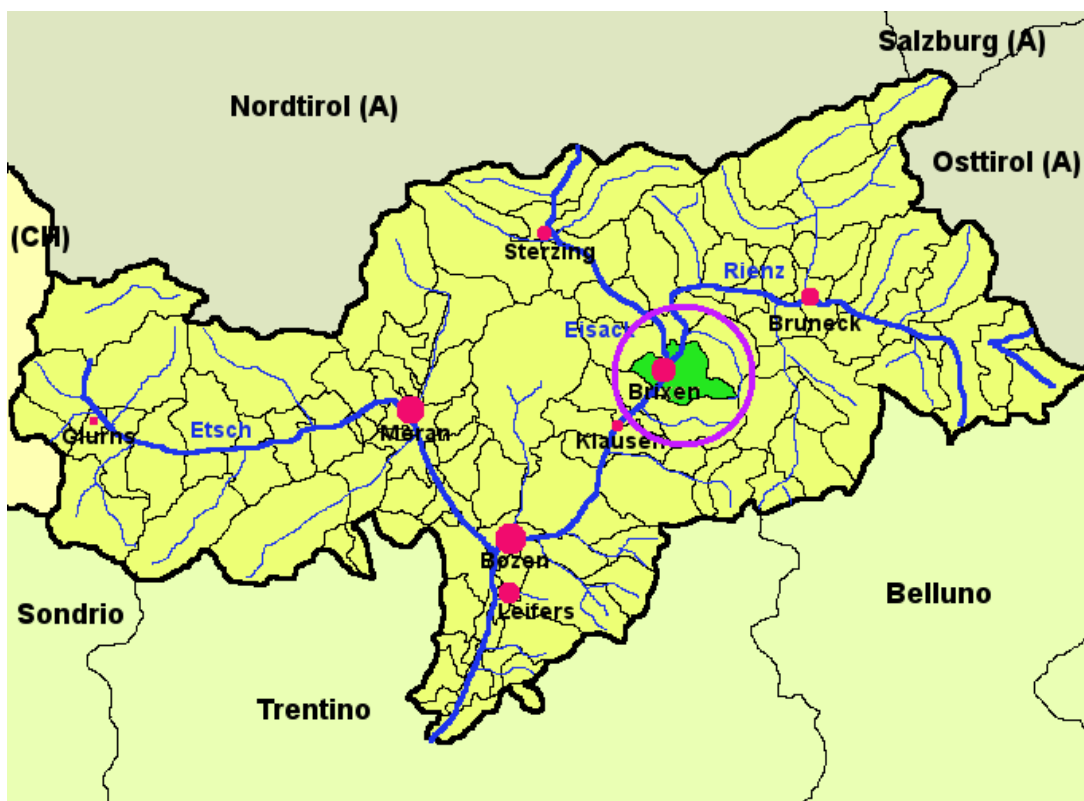 Salzburg (A)
Nordtirol (A)
Osttirol (A)
(CH)
Sterzing
Rienz
Eisack
Bruneck
Brixen
Glurns
Etsch
Meran
Klausen
Bozen
Leifers
Sondrio
Belluno
Trentino